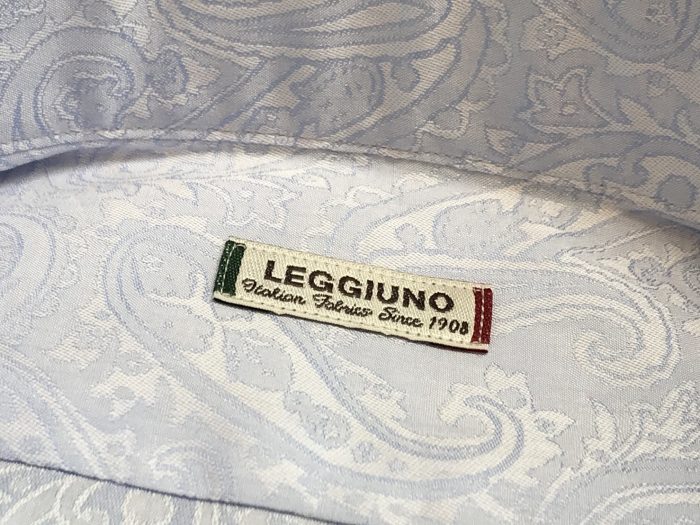 LEGGIUNO
Italian Fabrics Since 1908